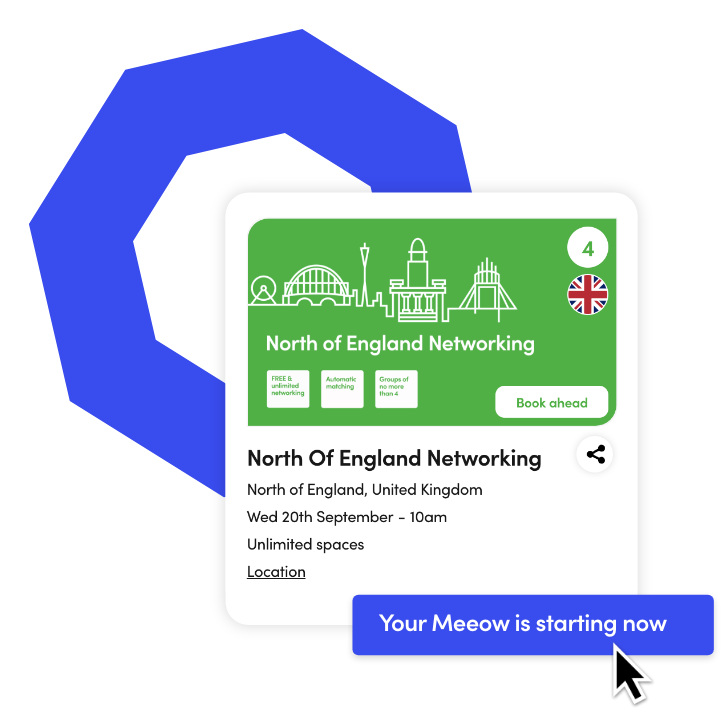 4
North of England Networking
FREE &
unlimited
networking
Automatic
matching
Groups of
no more
than 4
Book ahead
North Of England Networking
North of England, United Kingdom
Wed 20th September - 10am
Unlimited spaces
Location
Your Meeow is starting now